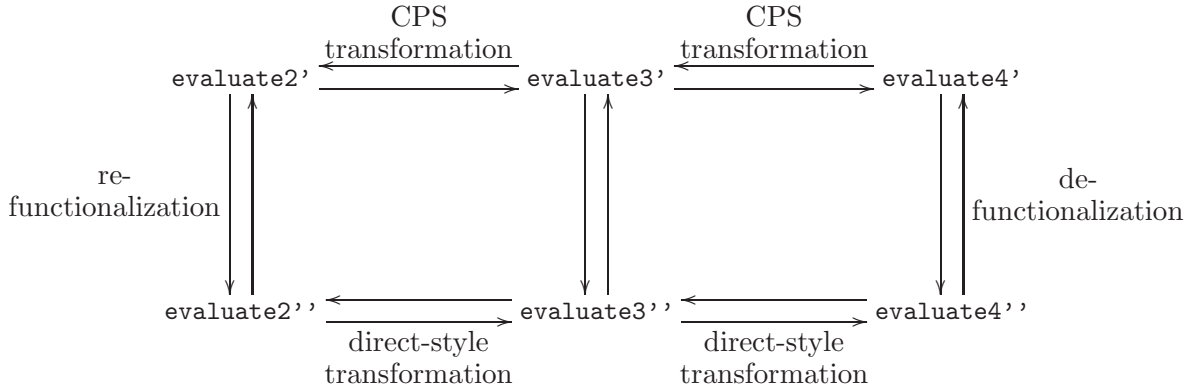 CPS
transformation
CPS
transformation
evaluate2'
evaluate3'
evaluate4'
re-
functionalization
de-
functionalization
evaluate2''
evaluate3''
evaluate4''
direct-style
transformation
direct-style
transformation